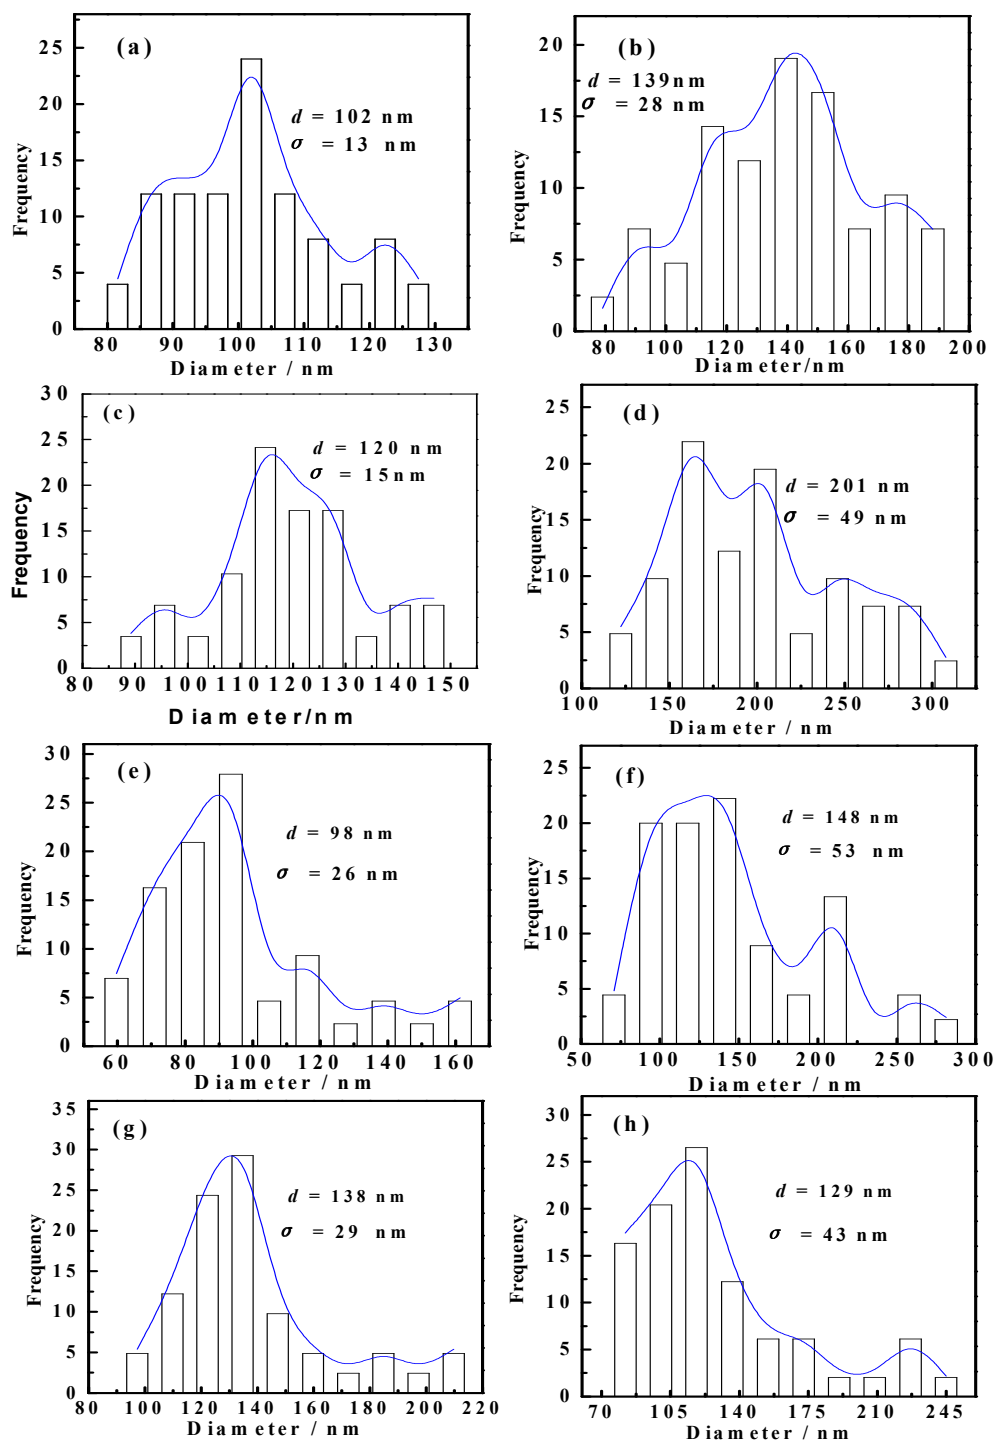 (a)
d = 102 nm
σ = 13 nm
Frequency
30
25
20
15
10
5
0
80 90 100 110 120 130
Diameter / nm
(b)
d = 139nm
σ = 28 nm
Frequency
20
15
10
5
0
80 100 120 140 160 180 200
Diameter/nm
(c)
d = 120 nm
σ = 15nm
Frequency
30
25
20
15
10
5
0
80 90 100 110 120 130 140 150
Diameter/nm
(d)
d = 201 nm
σ = 49 nm
Frequency
25
20
15
10
5
0
100 150 200 250 300
Diameter / nm
(e)
d = 98 nm
σ = 26 nm
Frequency
30
25
20
15
10
5
0
60 80 100 120 140 160
Diameter / nm
(f)
d = 148nm
σ = 53 nm
Frequency
25
20
15
10
5
0
50 100 150 200 250 300
Diameter / nm
(g)
d = 138 nm
σ = 29 nm
Frequency
35
30
25
20
15
10
5
0
80 100 120 140 160 180 200 220
Diameter / nm
(h)
d = 129 nm
σ = 43 nm
Frequency
30
25
20
15
10
5
0
70 105 140 175 210 245
Diameter / nm